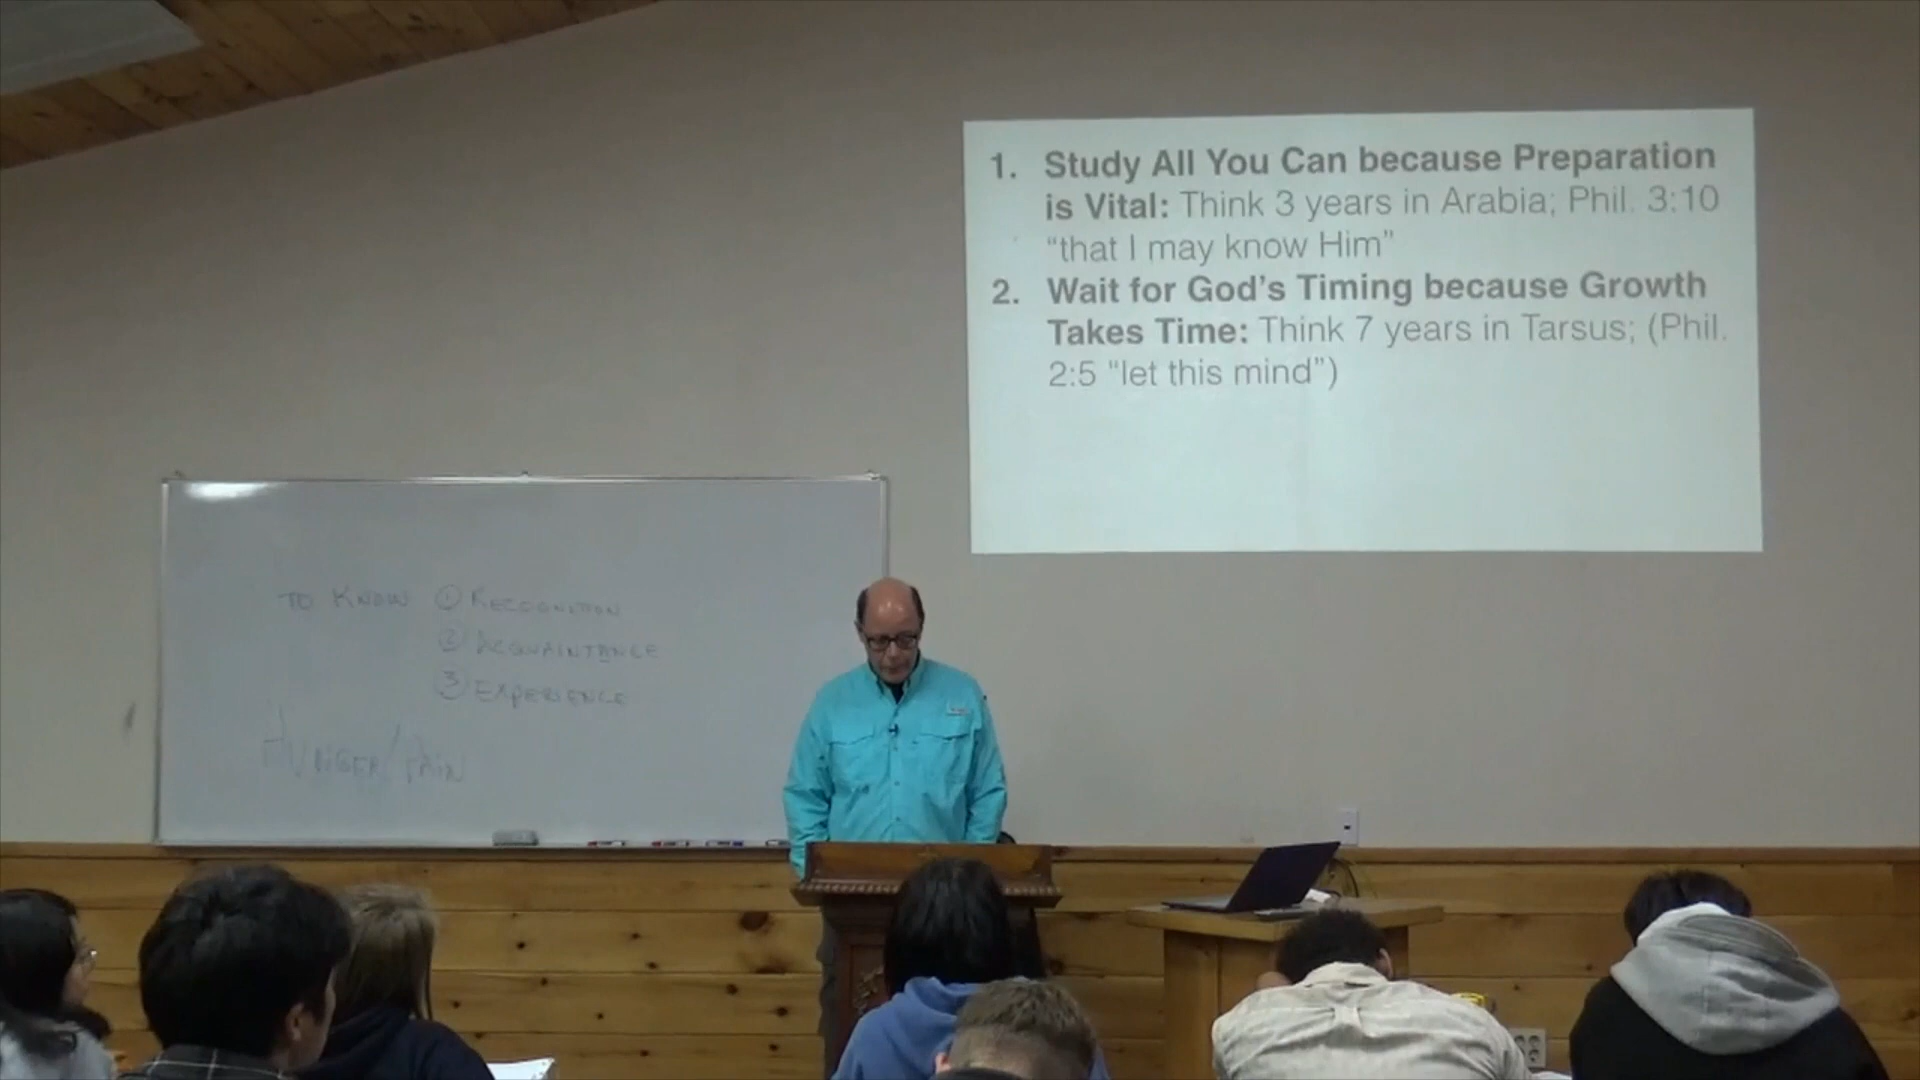 1. Study All You Can because Preparation
is Vital: Think 3 years in Arabia; Phil. 3:10
“that I may know Him”
2. Wait for God’s Timing because Growth
Takes Time: Think 7 years in Tarsus; (Phil.
2:5 “let this mind”)
TO KNOW ① RECOGNITION
② ACQUAINTANCE
③ EXPERIENCE
HUNGER/PAIN